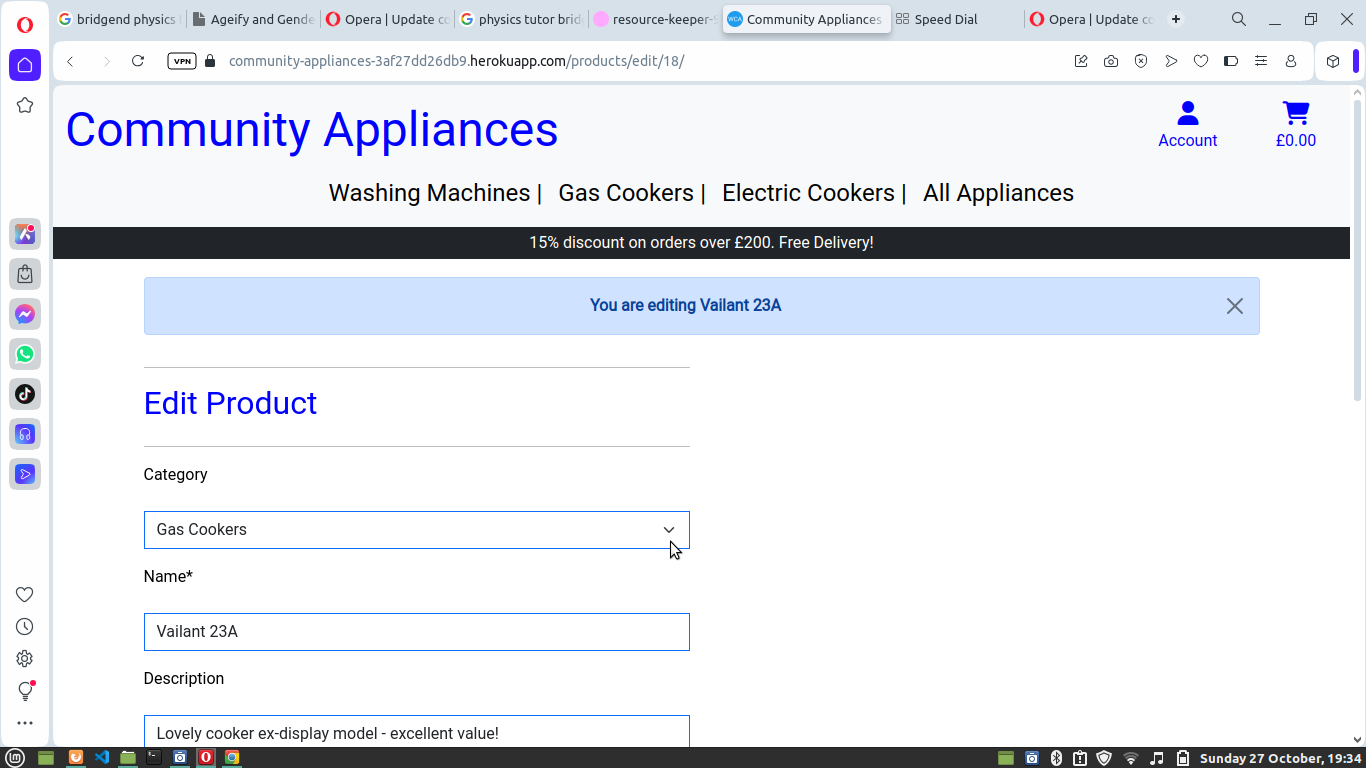 bridgend physics
Ageify and Gende
Opera | Update co
physics tutor brid
resource-keeper-
Community Appliances
Speed Dial
Opera | Update co
VPN
community-appliances-3af27dd26db9.herokuapp.com/products/edit/18/
Community Appliances
Account
£0.00
Washing Machines |
Gas Cookers |
Electric Cookers |
All Appliances
15% discount on orders over £200. Free Delivery!
You are editing Vailant 23A
Edit Product
Category
Gas Cookers
Name*
Vailant 23A
Description
Lovely cooker ex-display model - excellent value!
Sunday 27 October, 19:34